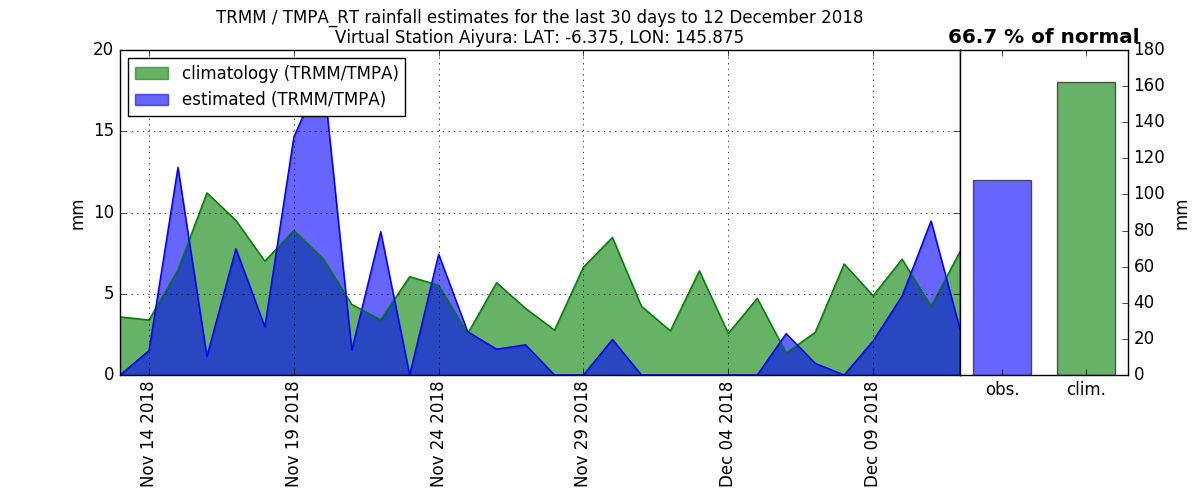 TRMM / TMPA_RT rainfall estimates for the last 30 days to 12 December 2018
Virtual Station Aiyura: LAT: -6.375, LON: 145.875
66.7 % of normal
climatology (TRMM/TMPA)
estimated (TRMM/TMPA)
20
15
10
5
0
mm
Nov 14 2018
Nov 19 2018
Nov 24 2018
Nov 29 2018
Dec 04 2018
Dec 09 2018
180
160
140
120
100
80
60
40
20
0
mm
obs.
clim.